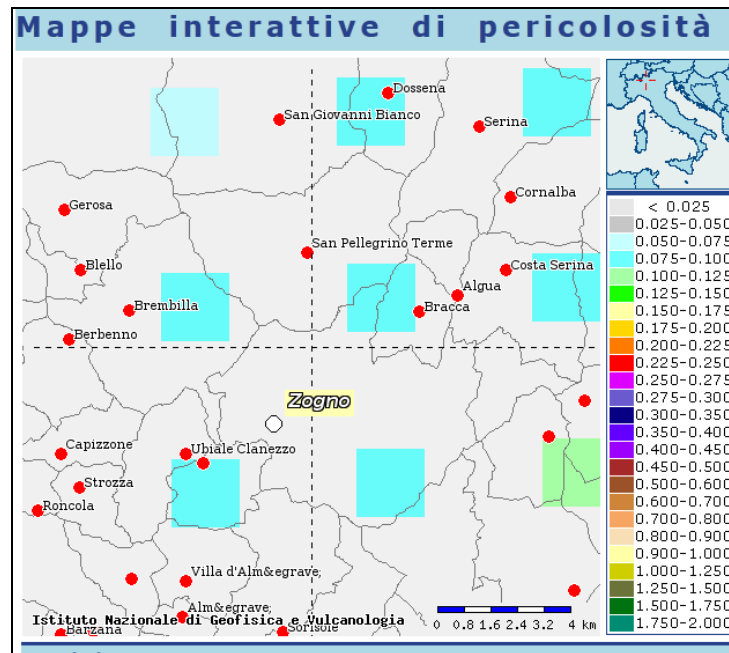 Mappe interattive di pericolosità
Dossena
San Giovanni Bianco
Serina
Cornalba
Gerosa
San Pellegrino Terme
Blello
Costa Serina
Algua
Brembilla
Bracca
Berbenno
Zogno
Capizzone
Ubiale Clanezzo
Strozza
Roncola
Villa d'Alm&egrave;
Alm&egrave;
Istituto Nazionale di Geofisica e Vulcanologia
Barzana
Sorisole
0 0.8 1.6 2.4 3.2 4 km
< 0.025
0.025-0.050
0.050-0.075
0.075-0.100
0.100-0.125
0.125-0.150
0.150-0.175
0.175-0.200
0.200-0.225
0.225-0.250
0.250-0.275
0.275-0.300
0.300-0.350
0.350-0.400
0.400-0.450
0.450-0.500
0.500-0.600
0.600-0.700
0.700-0.800
0.800-0.900
0.900-1.000
1.000-1.250
1.250-1.500
1.500-1.750
1.750-2.000